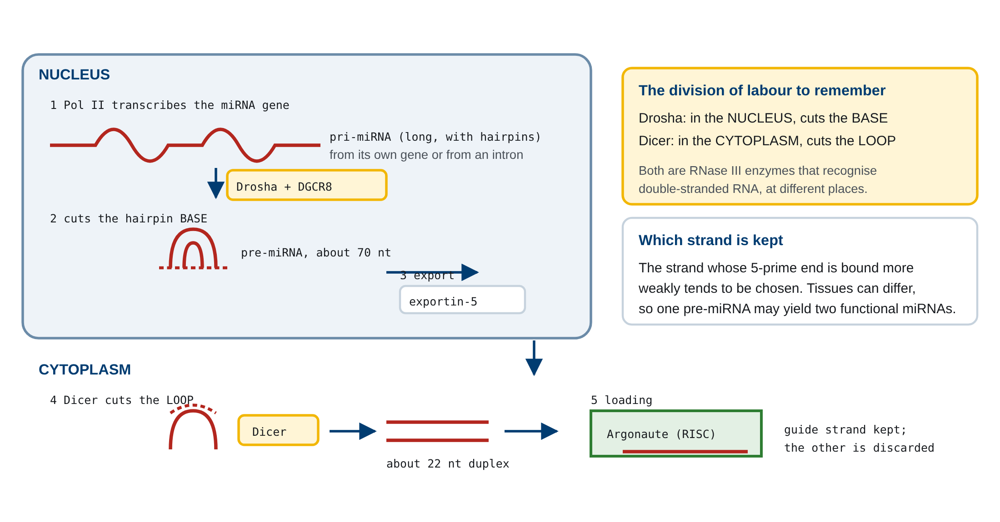 NUCLEUS
1 Pol II transcribes the miRNA gene
pri-miRNA (long, with hairpins)
from its own gene or from an intron
Drosha + DGCR8
2 cuts the hairpin BASE
pre-miRNA, about 70 nt
3 export
exportin-5
The division of labour to remember
Drosha: in the NUCLEUS, cuts the BASE
Dicer: in the CYTOPLASM, cuts the LOOP
Both are RNase III enzymes that recognise
double-stranded RNA, at different places.
Which strand is kept
The strand whose 5-prime end is bound more
weakly tends to be chosen. Tissues can differ,
so one pre-miRNA may yield two functional miRNAs.
CYTOPLASM
4 Dicer cuts the LOOP
Dicer
about 22 nt duplex
5 loading
Argonaute (RISC)
guide strand kept;
the other is discarded